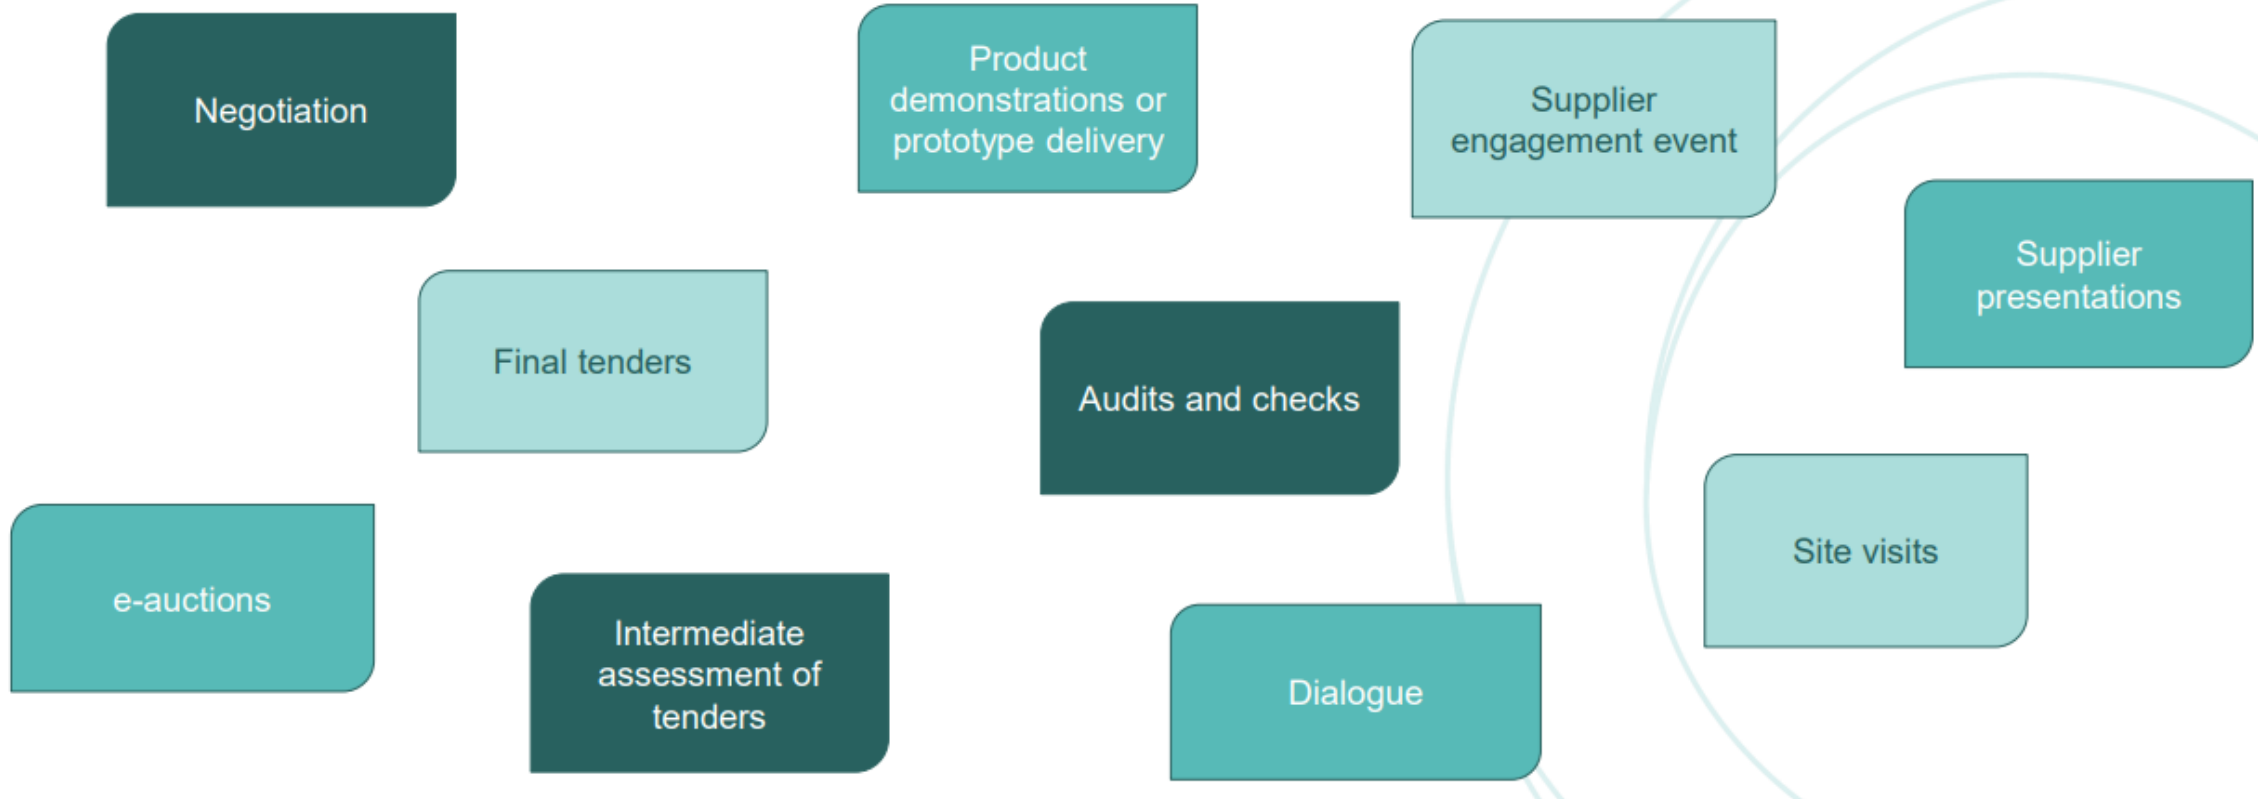 Negotiation
Product
demonstrations or
prototype delivery
Supplier
engagement event
Supplier
presentations
Final tenders
Audits and checks
Site visits
e-auctions
Intermediate
assessment of
tenders
Dialogue